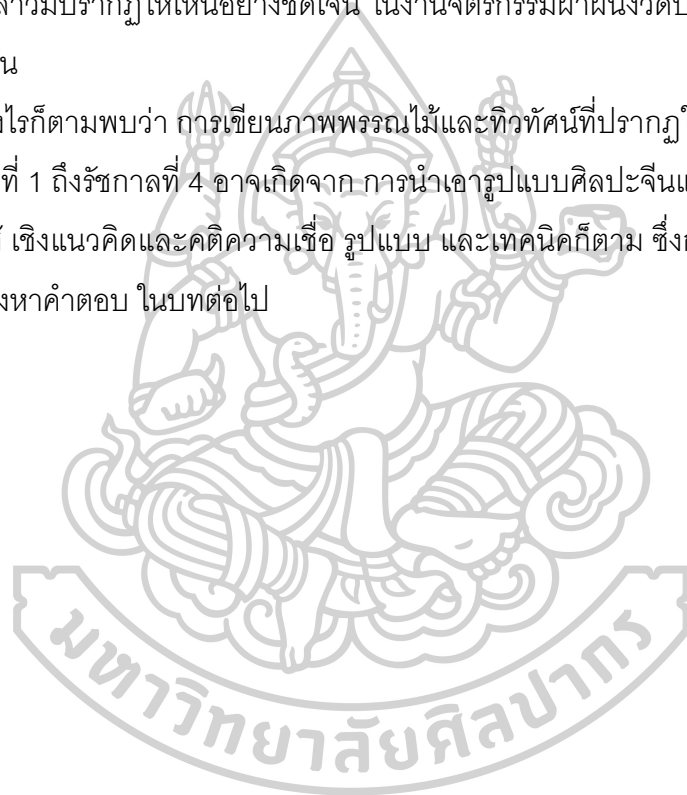 ล่าวมีปรากฏให้เห็นอย่างชัดเจน ในงานจิตรกรรมฝาผนังวัดบ
น
งไรก็ตามพบว่า การเขียนภาพพรรณไม้และทิวทัศน์ที่ปรากฏใ
ที่ 1 ถึงรัชกาลที่ 4 อาจเกิดจาก การนำเอารูปแบบศิลปะจีนแ
เชิงแนวคิดและคติความเชื่อ รูปแบบ และเทคนิคก็ตาม ซึ่ง
งหาคำตอบ ในบทต่อไป
มหาวิทยาลัยศิลปากร